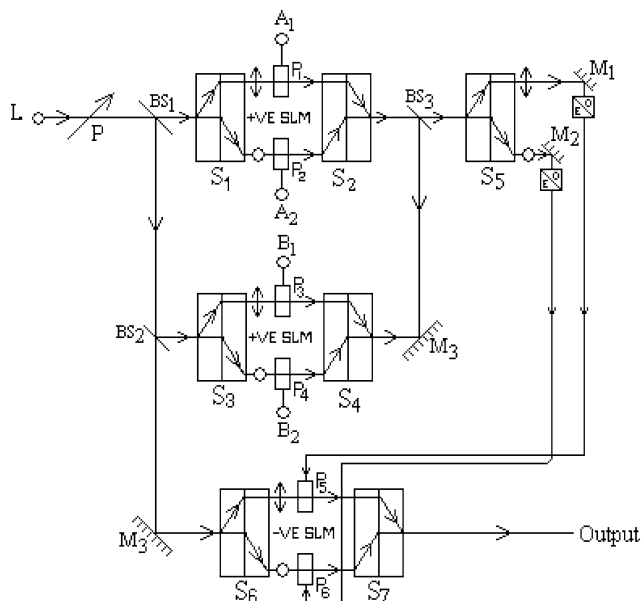 A1
M1
L
P
BS1
P1
+VE SLM
BS3
M2
E O
P2
S1
S2
S5
E O
A2
B1
BS2
P3
+VE SLM
M3
P4
S3
S4
B2
P5
M3
-VE SLM
Output
P6
S6
S7